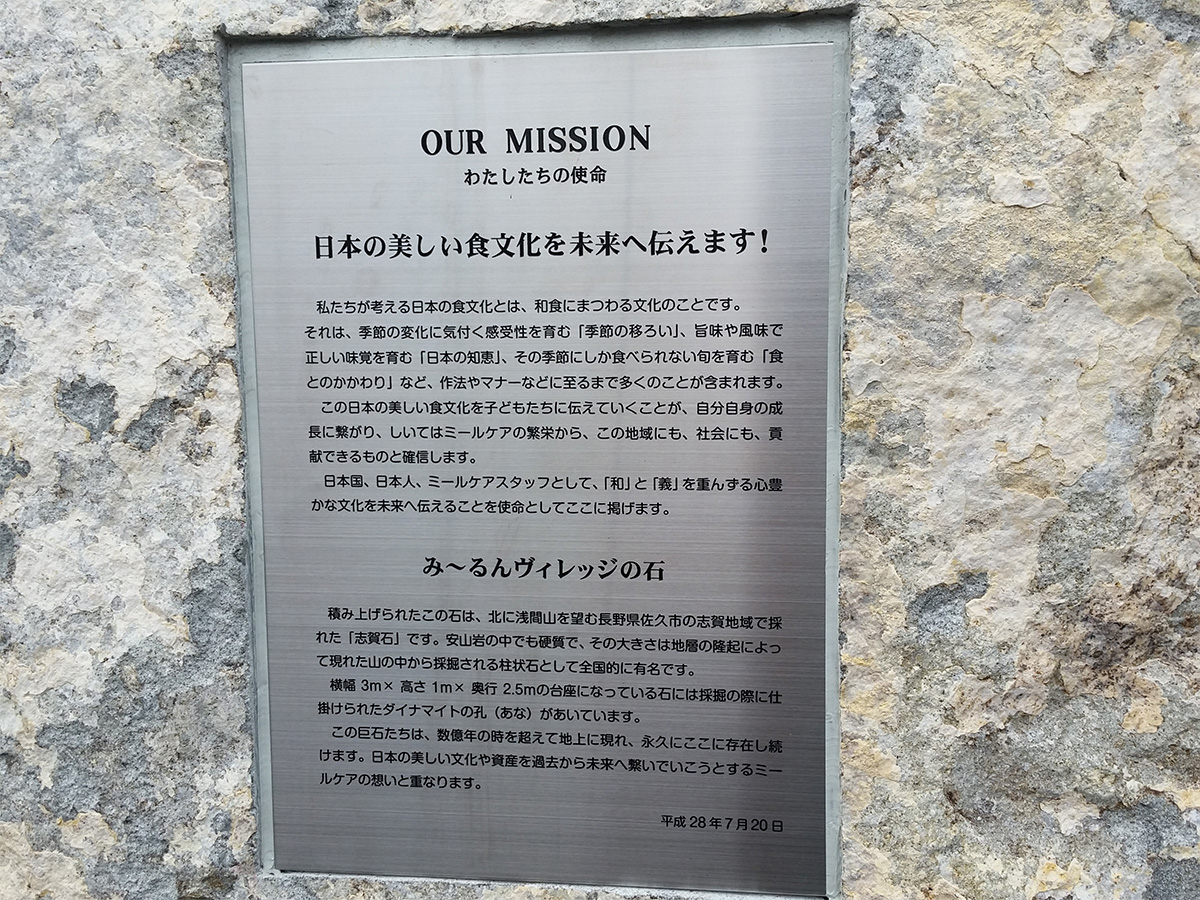 OUR MISSION
わたしたちの使命
日本の美しい食文化を未来へ伝えます!
私たちが考える日本の食文化とは、和食にまつわる文化のことです。
それは、季節の変化に気付く感受性を育む「季節の移ろい」、旨味や風味で
正しい味覚を育む「日本の知恵」、その季節にしか食べられない旬を育む「食
とのかかわり」など、作法やマナーなどに至るまで多くのことが含まれます。
この日本の美しい食文化を子どもたちに伝えていくことが、自分自身の成
長に繋がり、しいてはミールケアの繁栄から、この地域にも、社会にも、貢
献できるものと確信します。
日本国、日本人、ミールケアスタッフとして、「和」と「義」を重んずる心豊
かな文化を未来へ伝えることを使命としてここに掲げます。
み〜るんヴィレッジの石
積み上げられたこの石は、北に浅間山を望む長野県佐久市の志賀地域で採
れた「志賀石」です。安山岩の中でも硬質で、その大きさは地層の隆起によっ
て現れた山の中から採掘される柱状石として全国的に有名です。
横幅 3m× 高さ 1m× 奥行 2.5mの台座になっている石には採掘の際に仕
掛けられたダイナマイトの孔（あな）があいています。
この巨石たちは、数億年の時を超えて地上に現れ、永久にここに存在し続
けます。日本の美しい文化や資産を過去から未来へ繋いでいこうとするミー
ルケアの想いと重なります。
平成 28 年 7 月 20 日